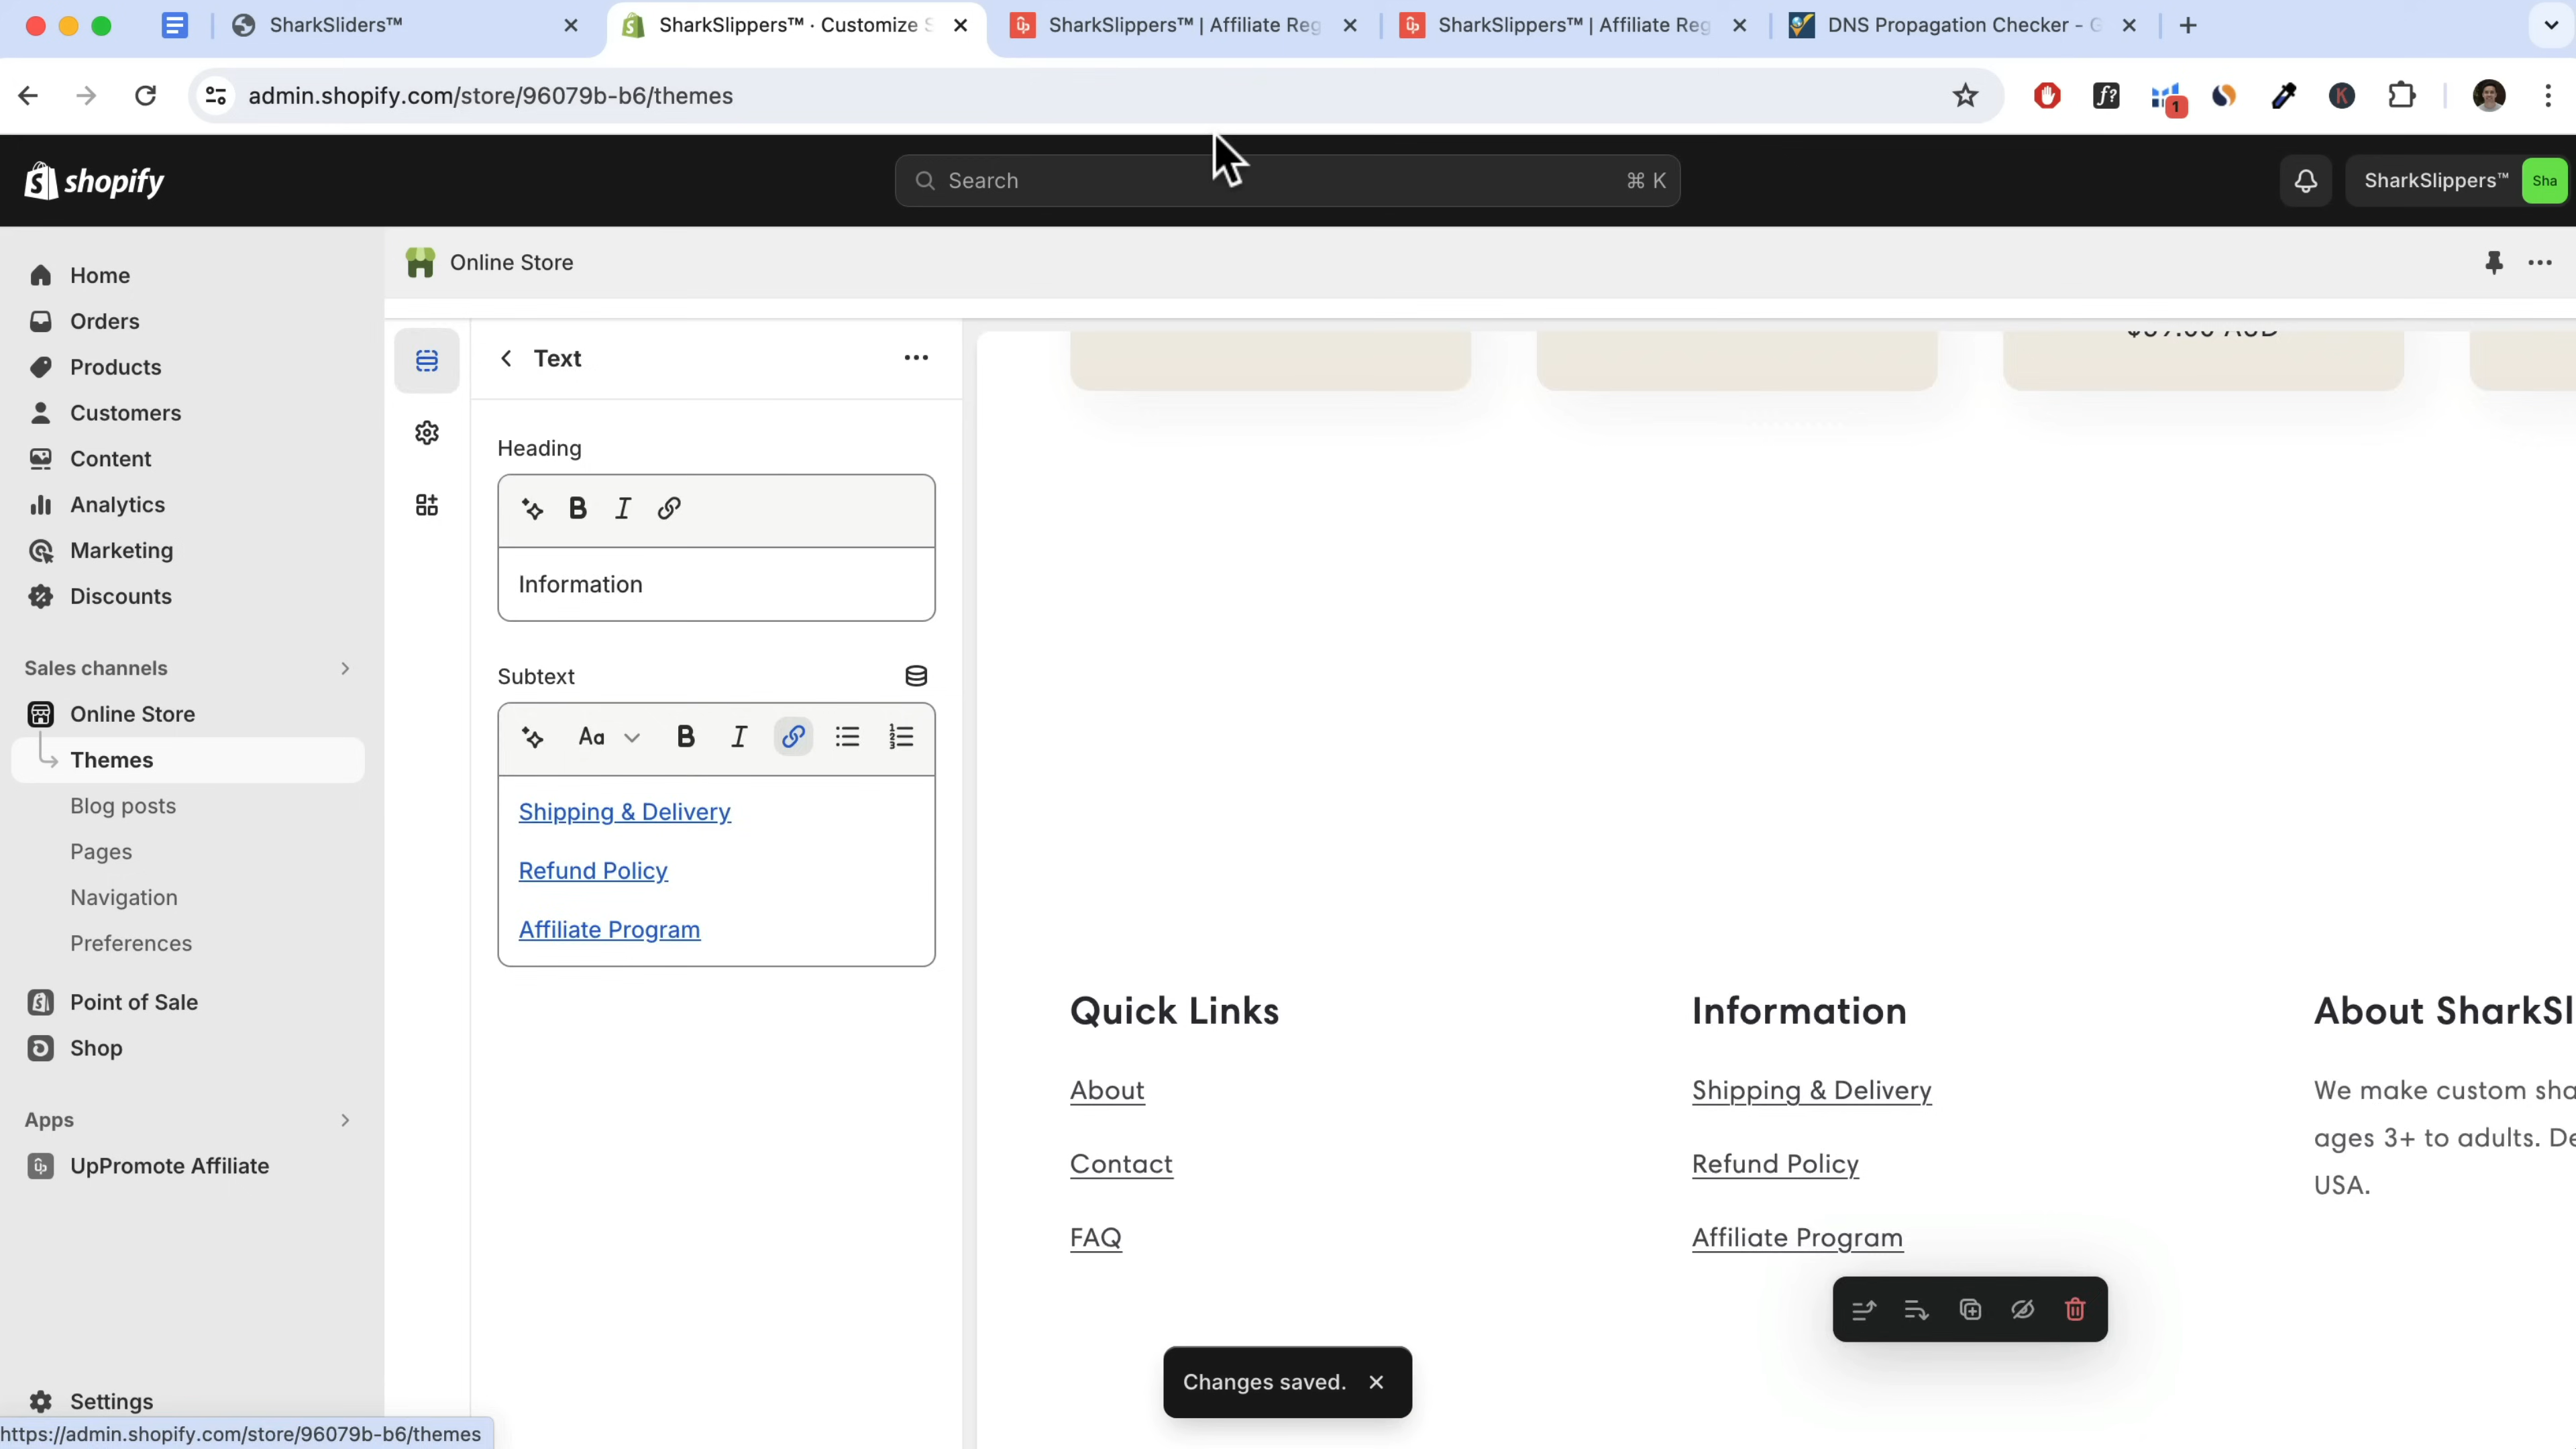 SharkSliders™
SharkSlippers™ · Customize S
SharkSlippers™ | Affiliate Reg
SharkSlippers™ | Affiliate Reg
DNS Propagation Checker - G
admin.shopify.com/store/96079b-b6/themes
f?
1
K
shopify
Search
⌘ K
SharkSlippers™
Sha
Home
Orders
Products
Customers
Content
Analytics
Marketing
Discounts
Sales channels
Online Store
Themes
Blog posts
Pages
Navigation
Preferences
Point of Sale
Shop
Apps
UpPromote Affiliate
Settings
https://admin.shopify.com/store/96079b-b6/themes
Online Store
Text
Heading
B I
Information
Subtext
Aa B I
Shipping & Delivery
Refund Policy
Affiliate Program
Quick Links
About
Contact
FAQ
Information
Shipping & Delivery
Refund Policy
Affiliate Program
About SharkSl
We make custom sha
ages 3+ to adults. De
USA.
Changes saved.